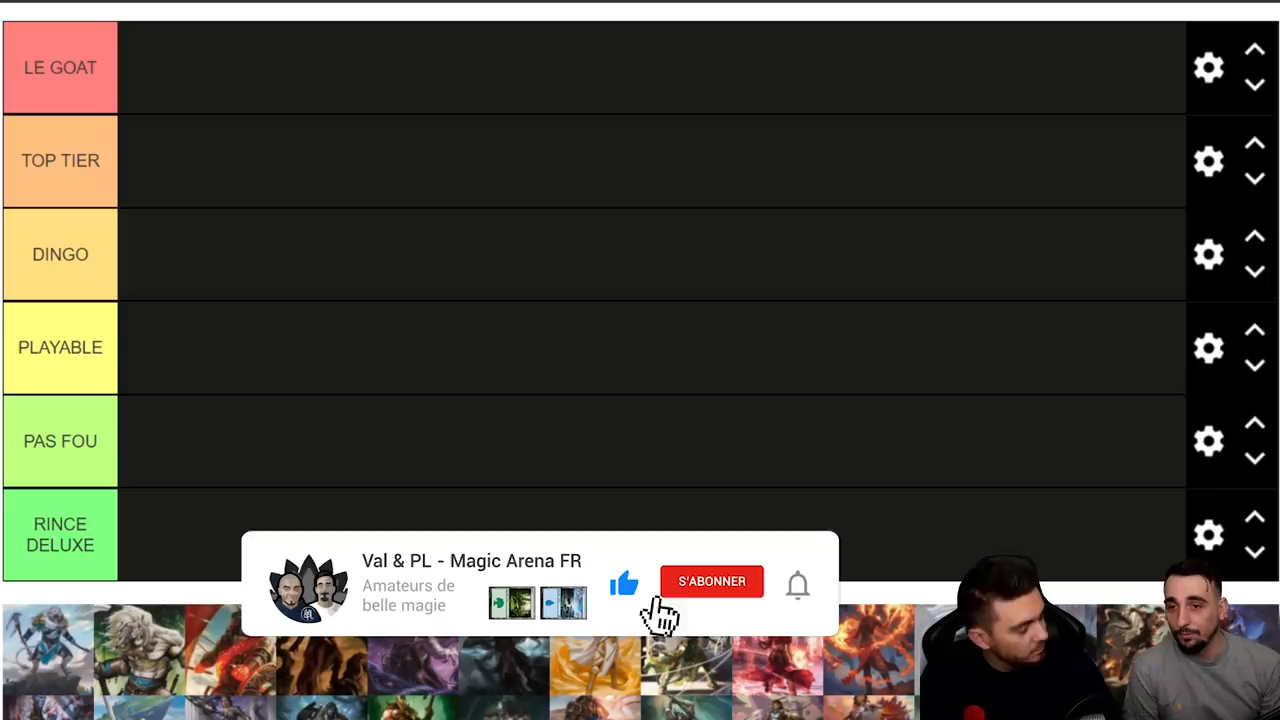 LE GOAT
TOP TIER
DINGO
PLAYABLE
PAS FOU
RINCE
DELUXE
Val & PL - Magic Arena FR
Amateurs de
belle magie
S'ABONNER